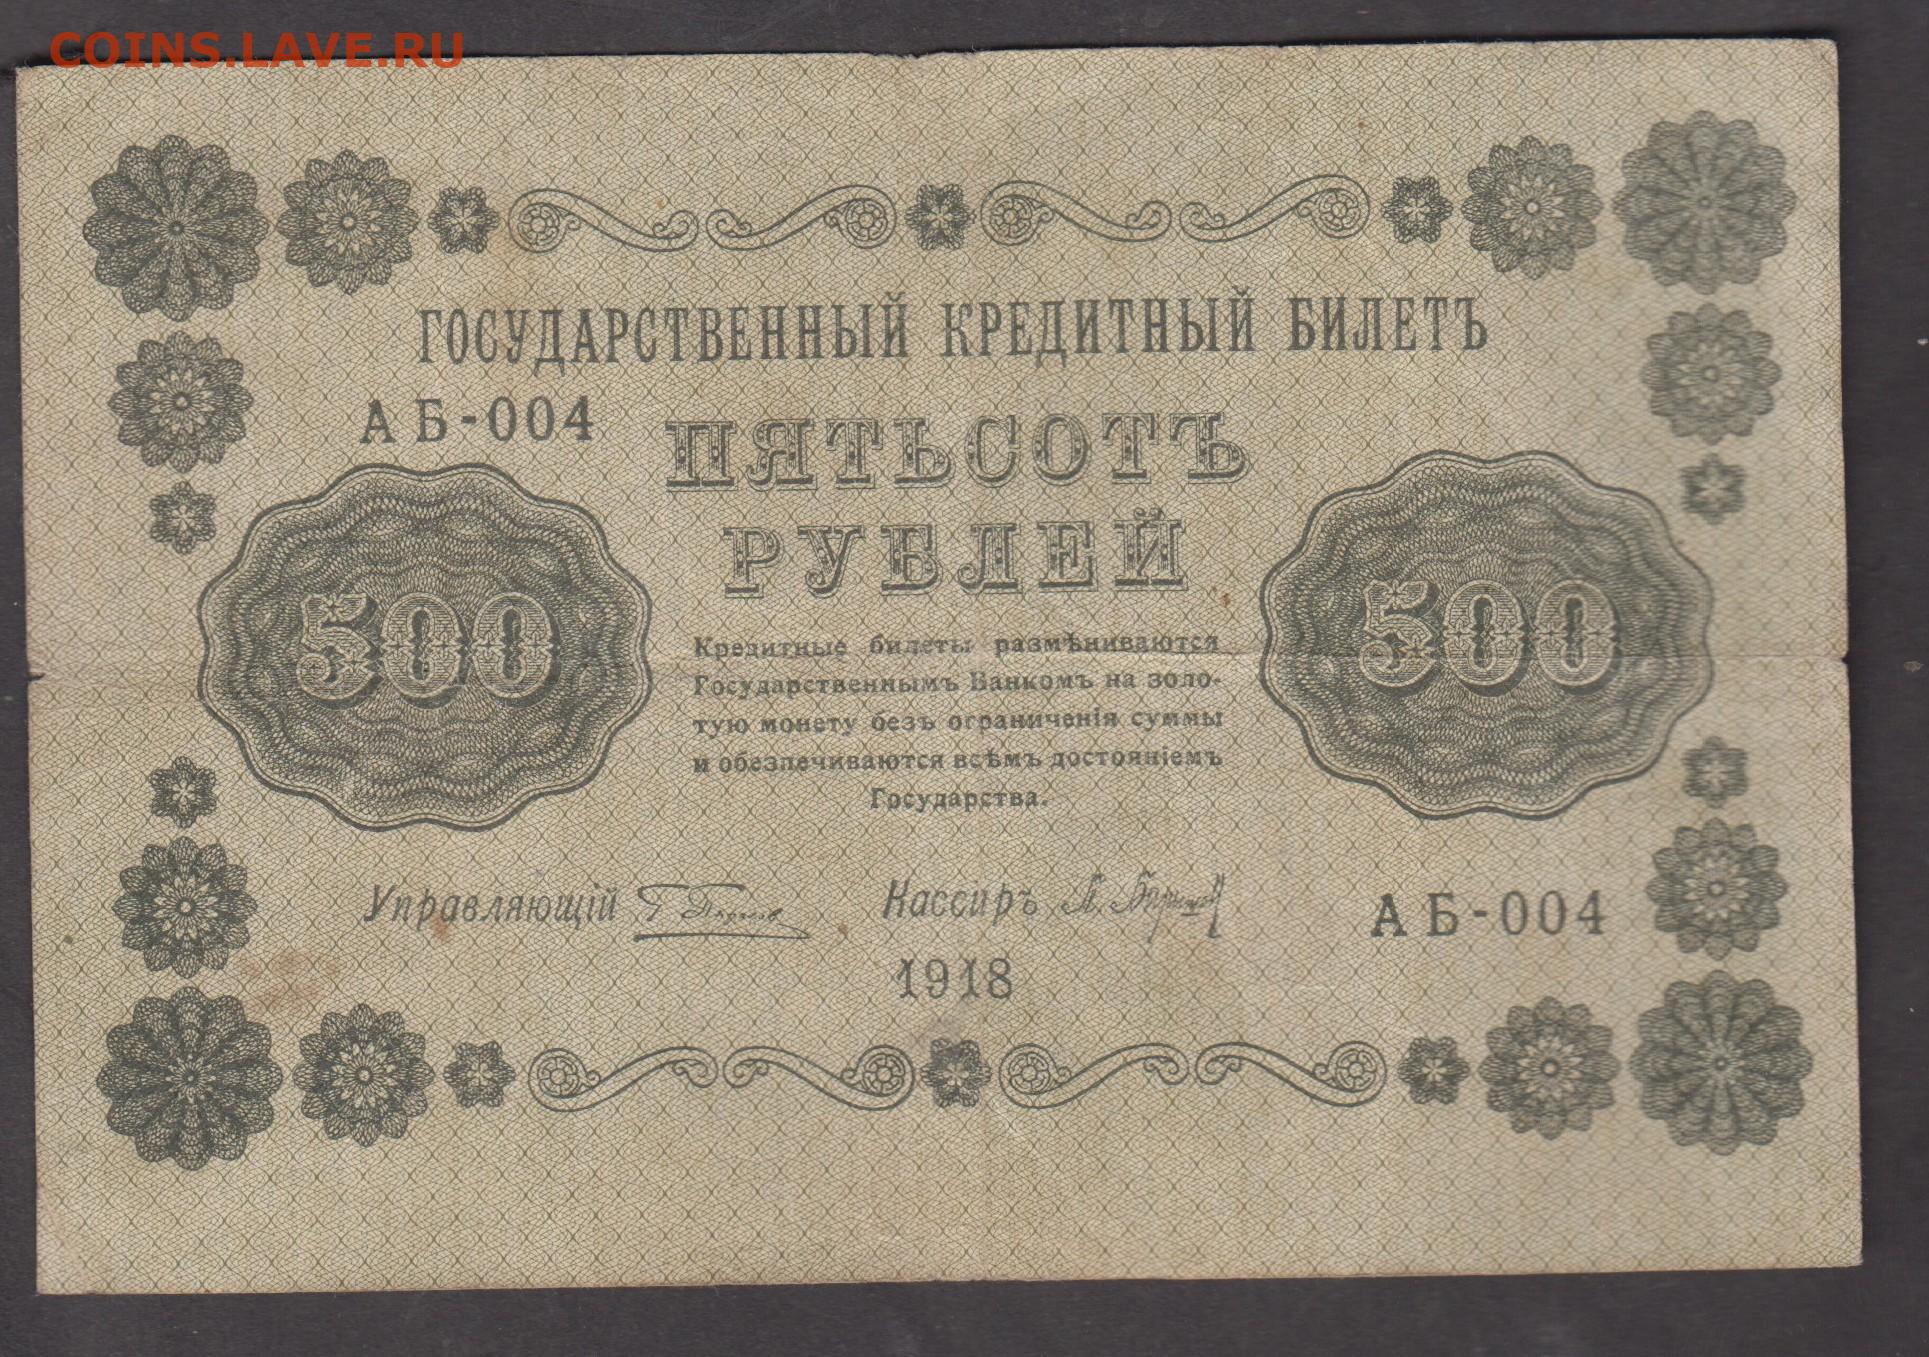 COINS.LAVE.RU
ГОСУДАРСТВЕННЫЙ КРЕДИТНЫЙ БИЛЕТЪ
АБ-004
ПЯТЬСОТЪ
РУБЛЕЙ
500
500
Кредитные билеты размѣниваются
Государственнымъ Банкомъ на золо-
тую монету безъ ограниченія суммы
и обезпечиваются всѣмъ достояніемъ
Государства.
Управляющій
Кассиръ
АБ-004
1918